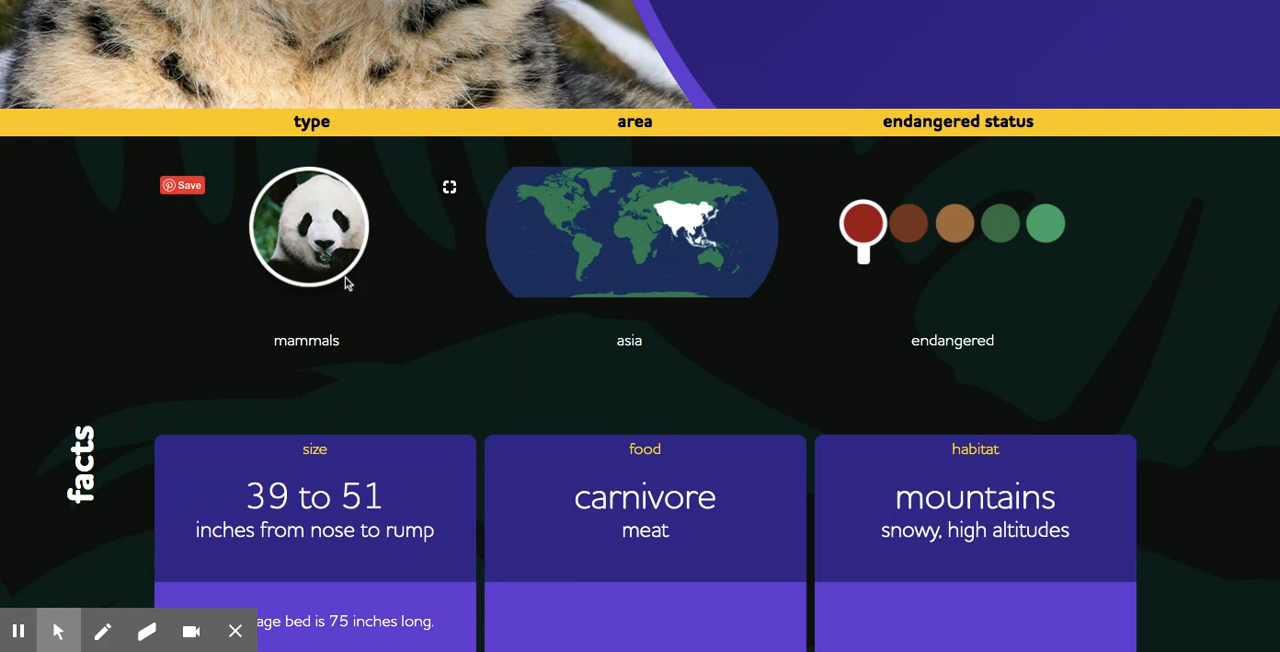 type
area
endangered status
Save
mammals
asia
endangered
facts
size
39 to 51
inches from nose to rump
food
carnivore
meat
habitat
mountains
snowy, high altitudes
bed is 75 inches long.